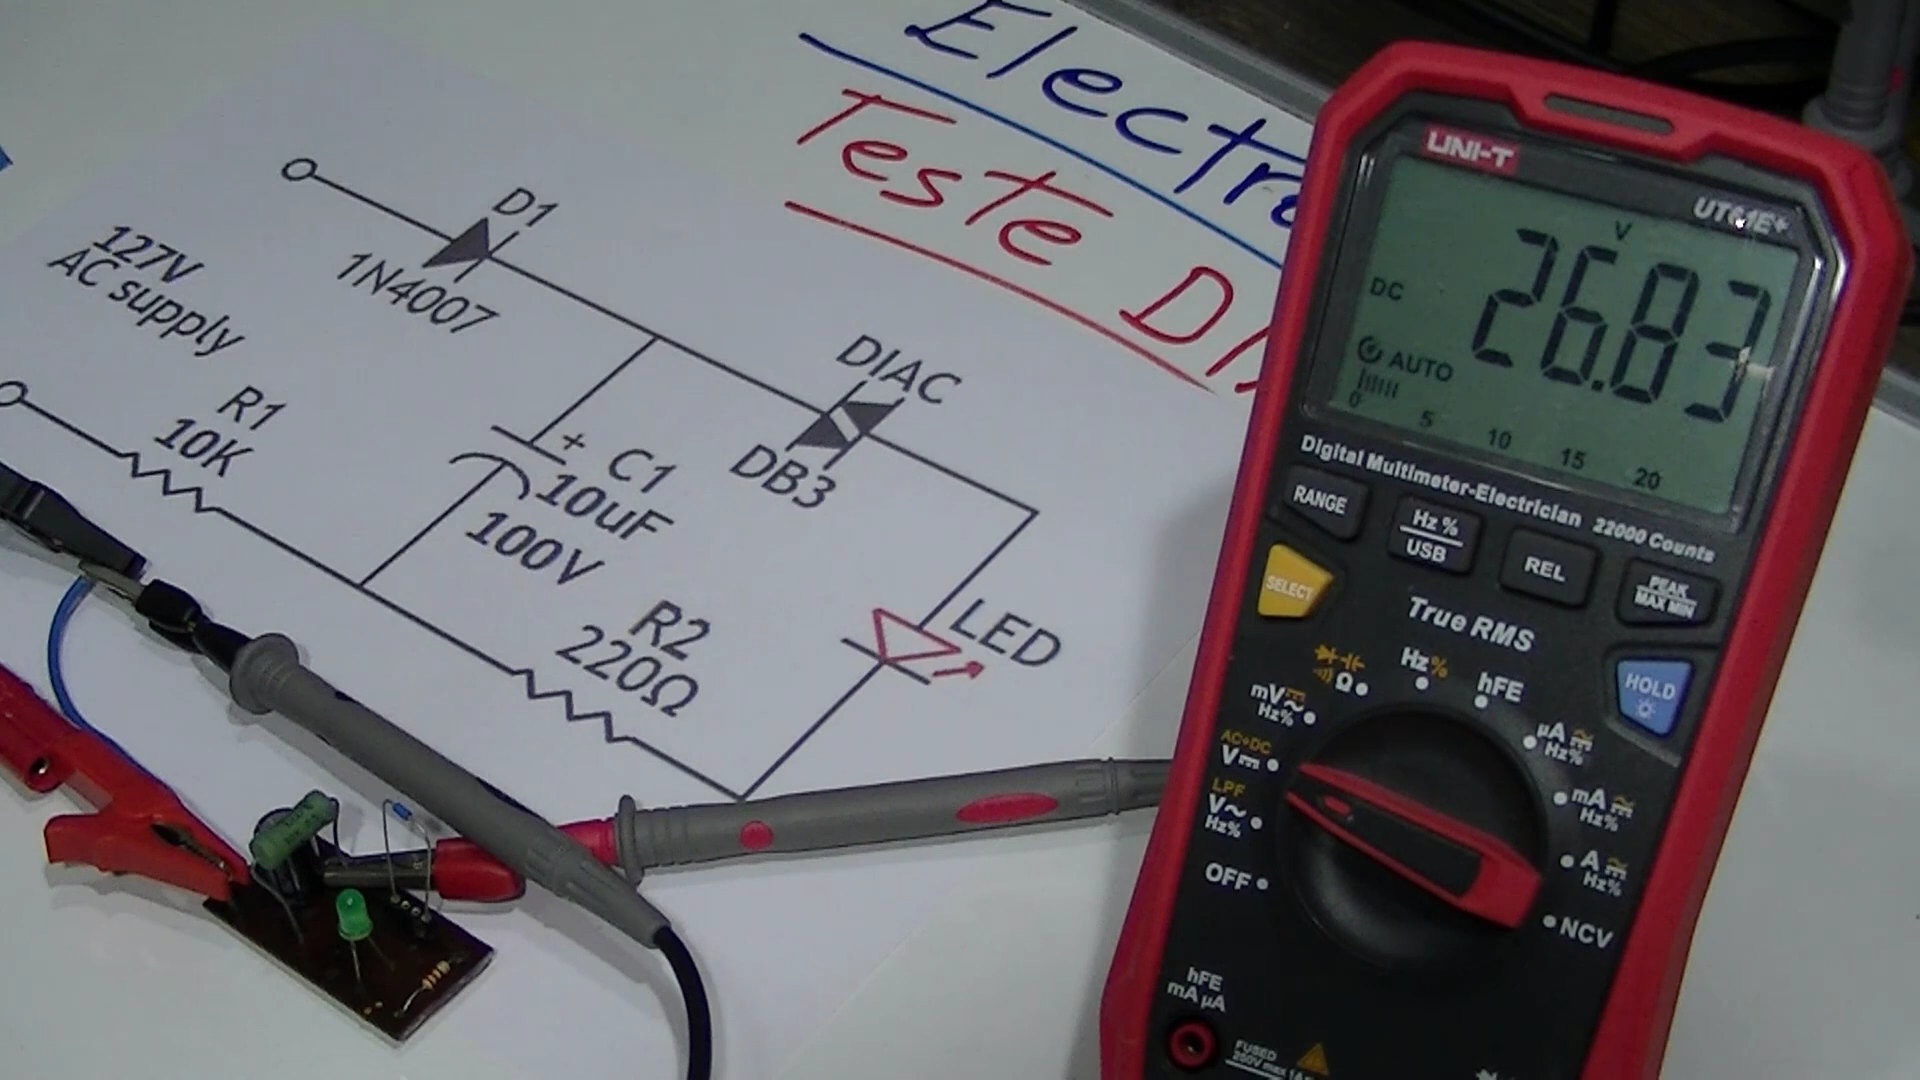 Electr
Teste DI
D1
1N4007
127V
AC supply
R1
10K
DIAC
DB3
+ C1
10uF
100V
R2
220Ω
LED
UNI-T
UT61E+
V
DC
26.83
AUTO
0 5 10 15 20
Digital Multimeter-Electrician 22000 Counts
RANGE
Hz %
USB
REL
PEAK
MAX MIN
SELECT
True RMS
HOLD
Hz%
hFE
Ω
mV
Hz%
µA
Hz%
AC+DC
V
mA
Hz%
LPF
V~
Hz%
A
Hz%
OFF
NCV
hFE
mA µA
FUSED
250V max